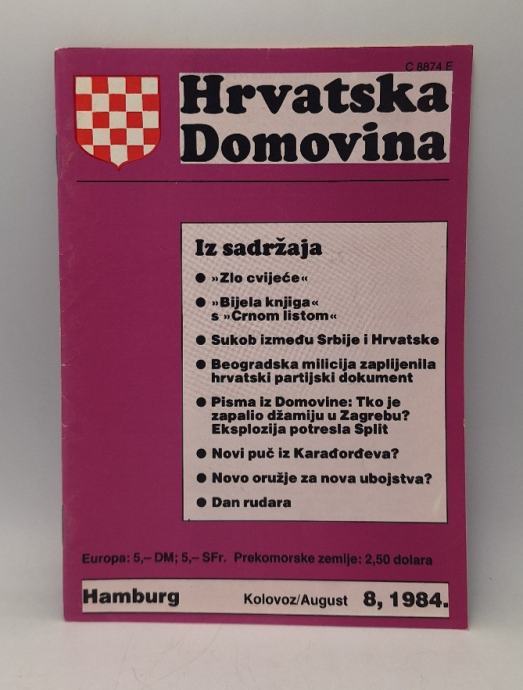 C 8874 E
Hrvatska
Domovina
Iz sadržaja
● »Zlo cvijeće«
● »Bijela knjiga«
s »Crnom listom«
● Sukob između Srbije i Hrvatske
● Beogradska milicija zaplijenila
hrvatski partijski dokument
● Pisma iz Domovine: Tko je
zapalio džamiju u Zagrebu?
Eksplozija potresla Split
● Novi puč iz Karađorđeva?
● Novo oružje za nova ubojstva?
● Dan rudara
Europa: 5,– DM; 5,– SFr. Prekomorske zemlje: 2,50 dolara
Hamburg Kolovoz/August 8, 1984.